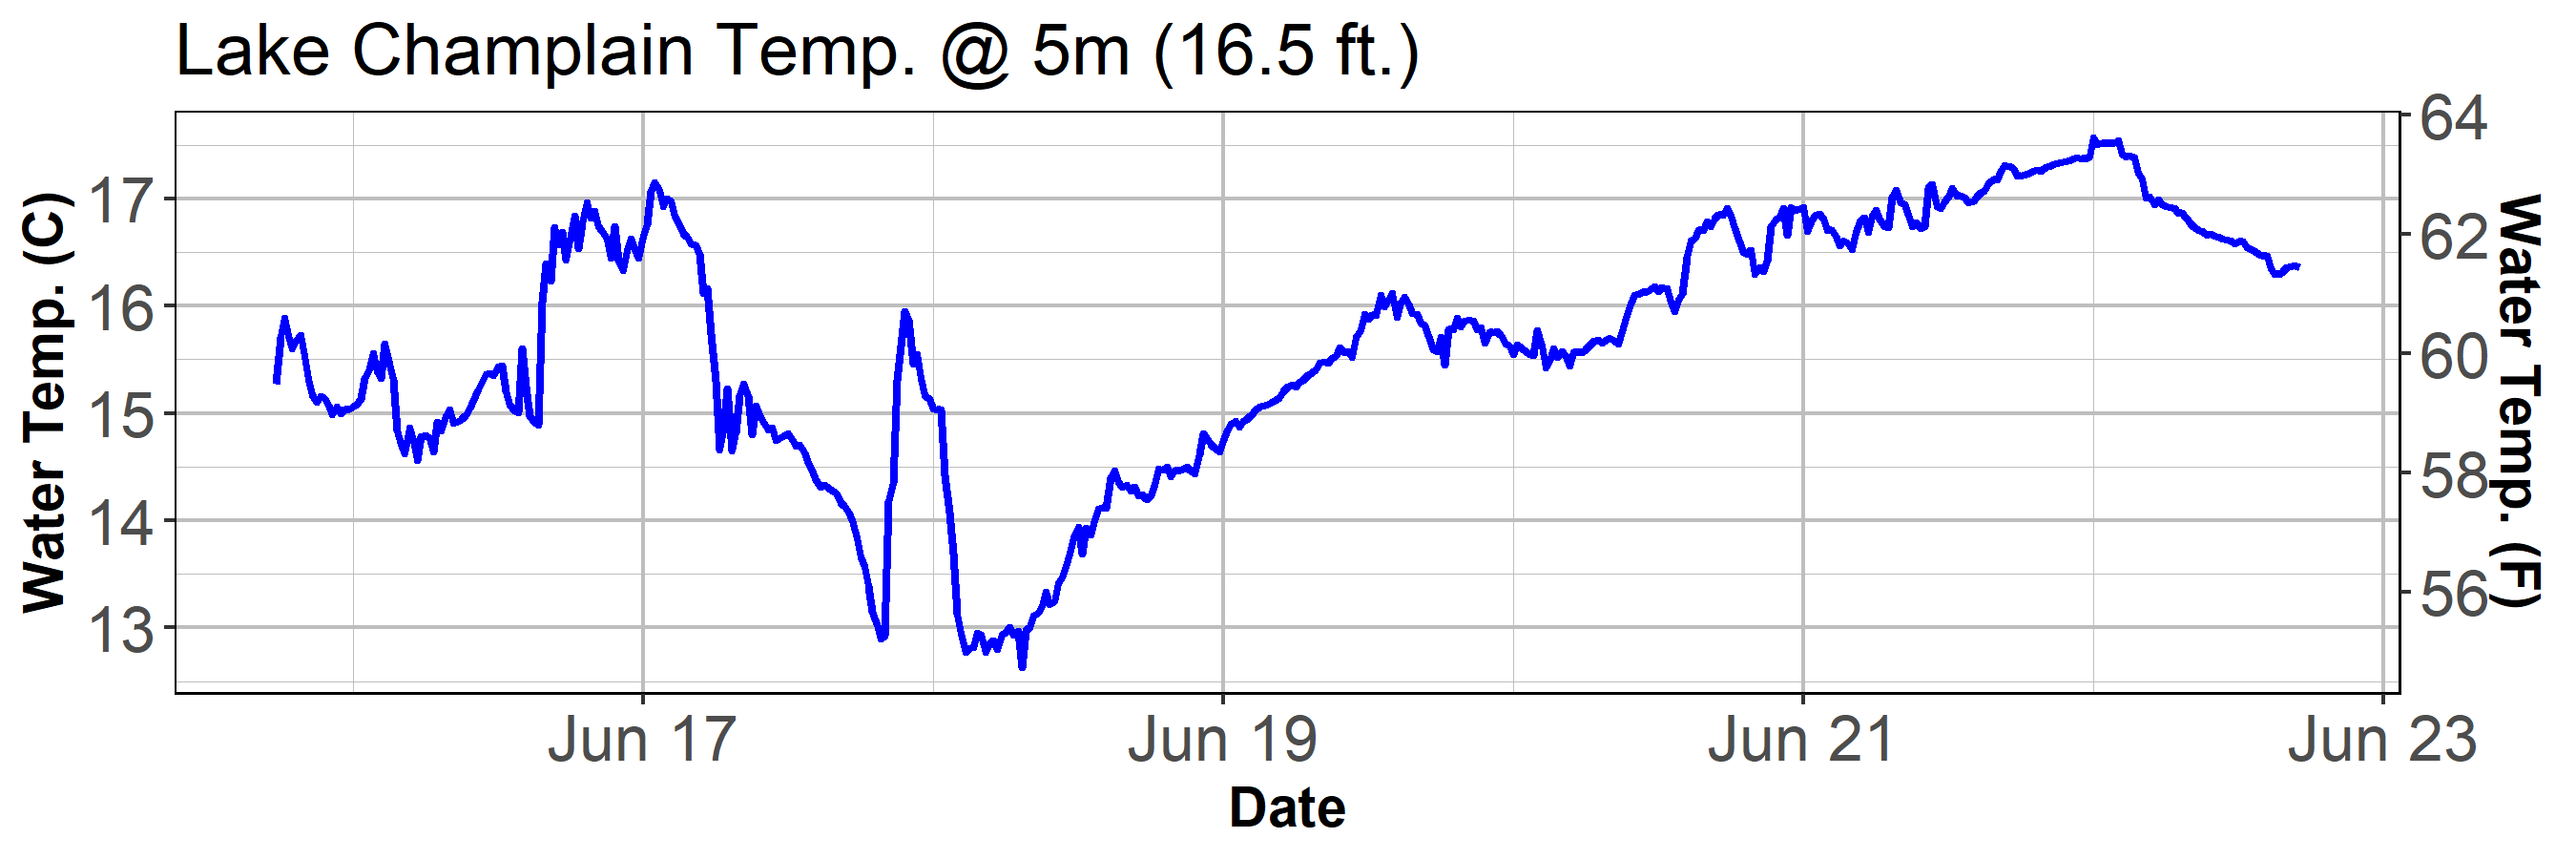 Lake Champlain Temp. @ 5m (16.5 ft.)
Water Temp. (C)
17
16
15
14
13
64
62
60
58
56
Water Temp. (F)
Jun 17 Jun 19 Jun 21 Jun 23
Date